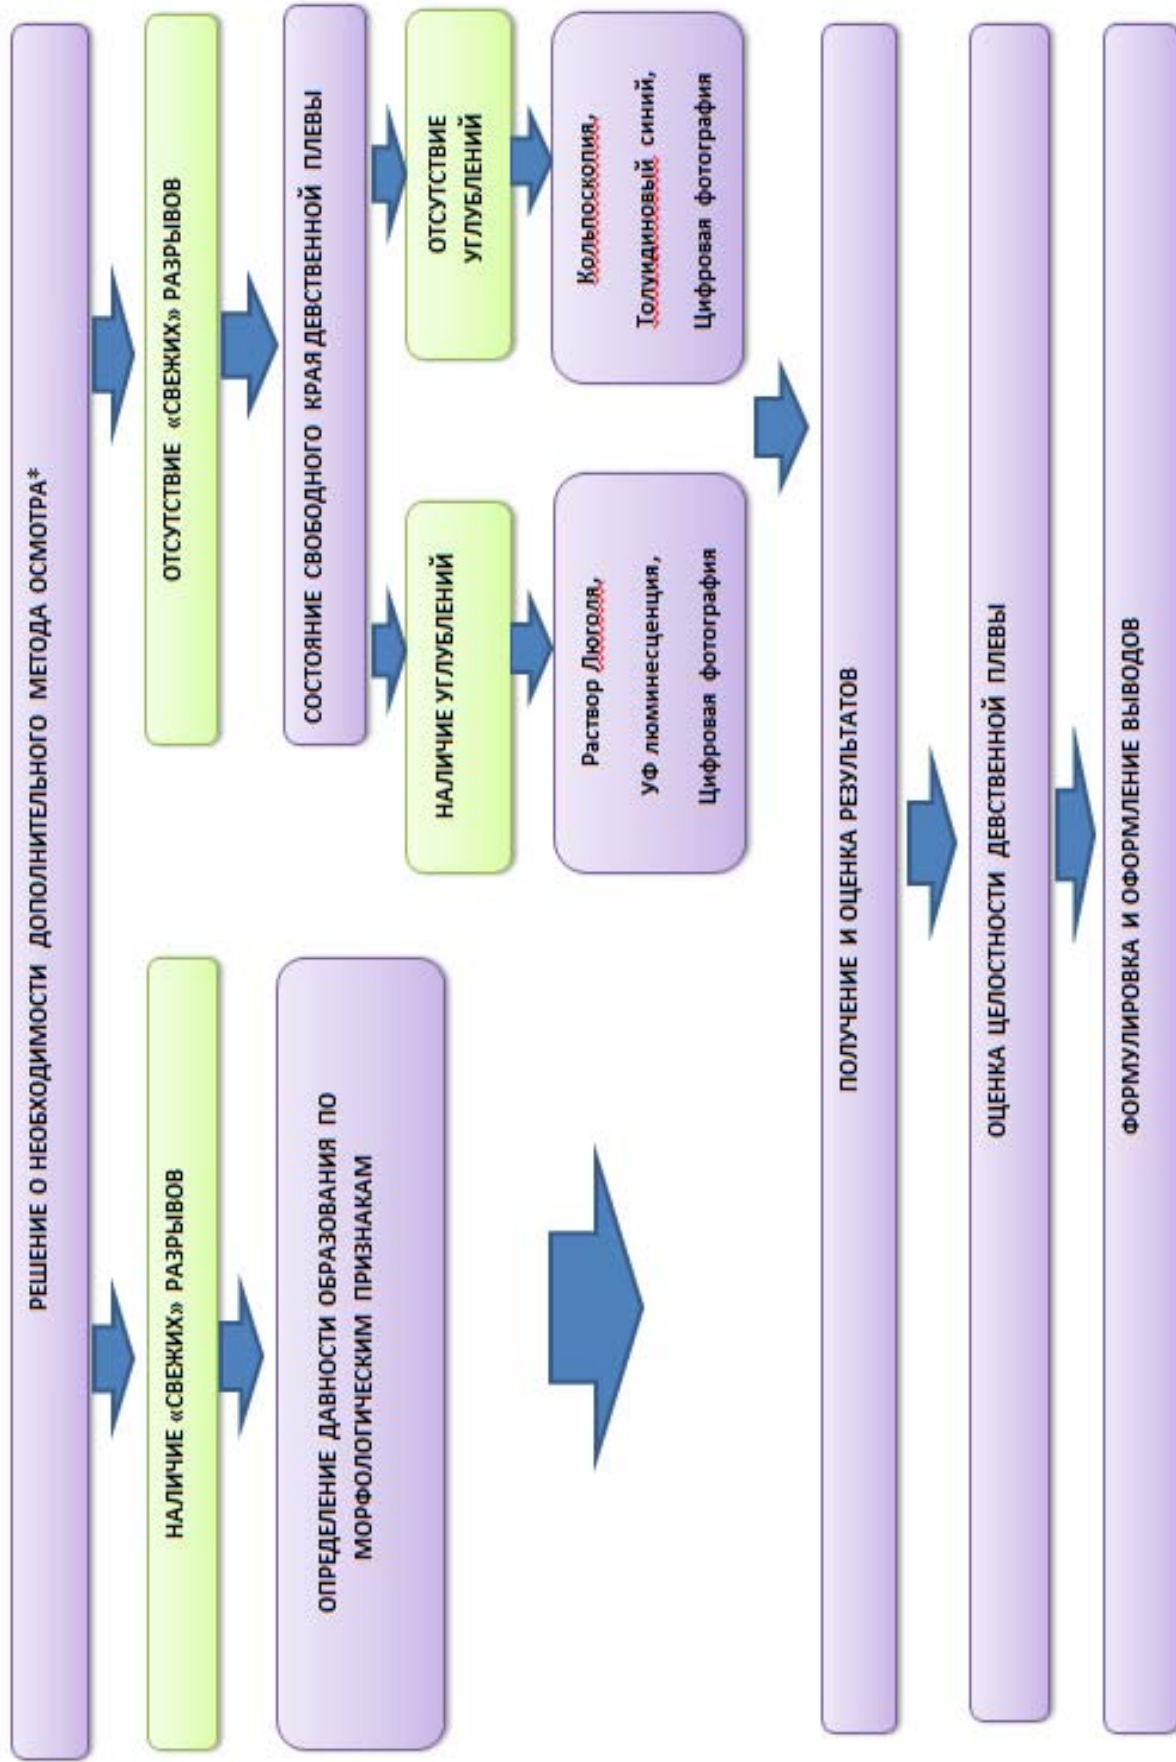 РЕШЕНИЕ О НЕОБХОДИМОСТИ ДОПОЛНИТЕЛЬНОГО МЕТОДА ОСМОТРА*
НАЛИЧИЕ «СВЕЖИХ» РАЗРЫВОВ
ОТСУТСТВИЕ «СВЕЖИХ» РАЗРЫВОВ
ОПРЕДЕЛЕНИЕ ДАВНОСТИ ОБРАЗОВАНИЯ ПО
МОРФОЛОГИЧЕСКИМ ПРИЗНАКАМ
СОСТОЯНИЕ СВОБОДНОГО КРАЯ ДЕВСТВЕННОЙ ПЛЕВЫ
НАЛИЧИЕ УГЛУБЛЕНИЙ
ОТСУТСТВИЕ
УГЛУБЛЕНИЙ
Раствор Люголя,
УФ люминесценция,
Цифровая фотография
Кольпоскопия,
Толуидиновый синий,
Цифровая фотография
ПОЛУЧЕНИЕ И ОЦЕНКА РЕЗУЛЬТАТОВ
ОЦЕНКА ЦЕЛОСТНОСТИ ДЕВСТВЕННОЙ ПЛЕВЫ
ФОРМУЛИРОВКА И ОФОРМЛЕНИЕ ВЫВОДОВ